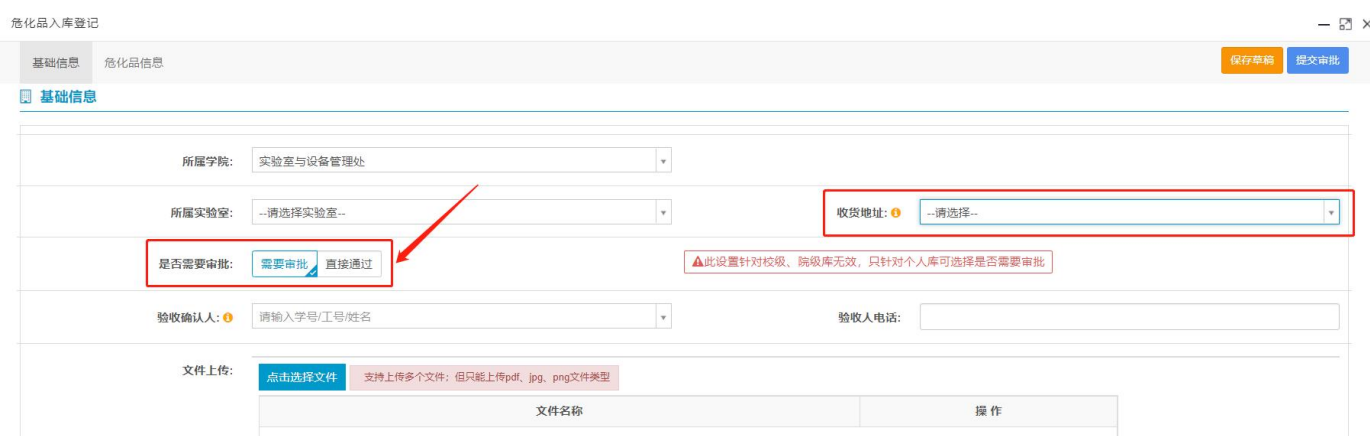 危化品入库登记
基础信息 危化品信息 保存草稿 提交审批
基础信息
所属学院: 实验室与设备管理处
所属实验室: --请选择实验室-- 收货地址: --请选择--
是否需要审批: 需要审批 直接通过 此设置针对校级、院级库无效，只针对个人库可选择是否需要审批
验收确认人: 请输入学号/工号/姓名 验收人电话:
文件上传: 点击选择文件 支持上传多个文件；但只能上传pdf、jpg、png文件类型
文件名称 操 作